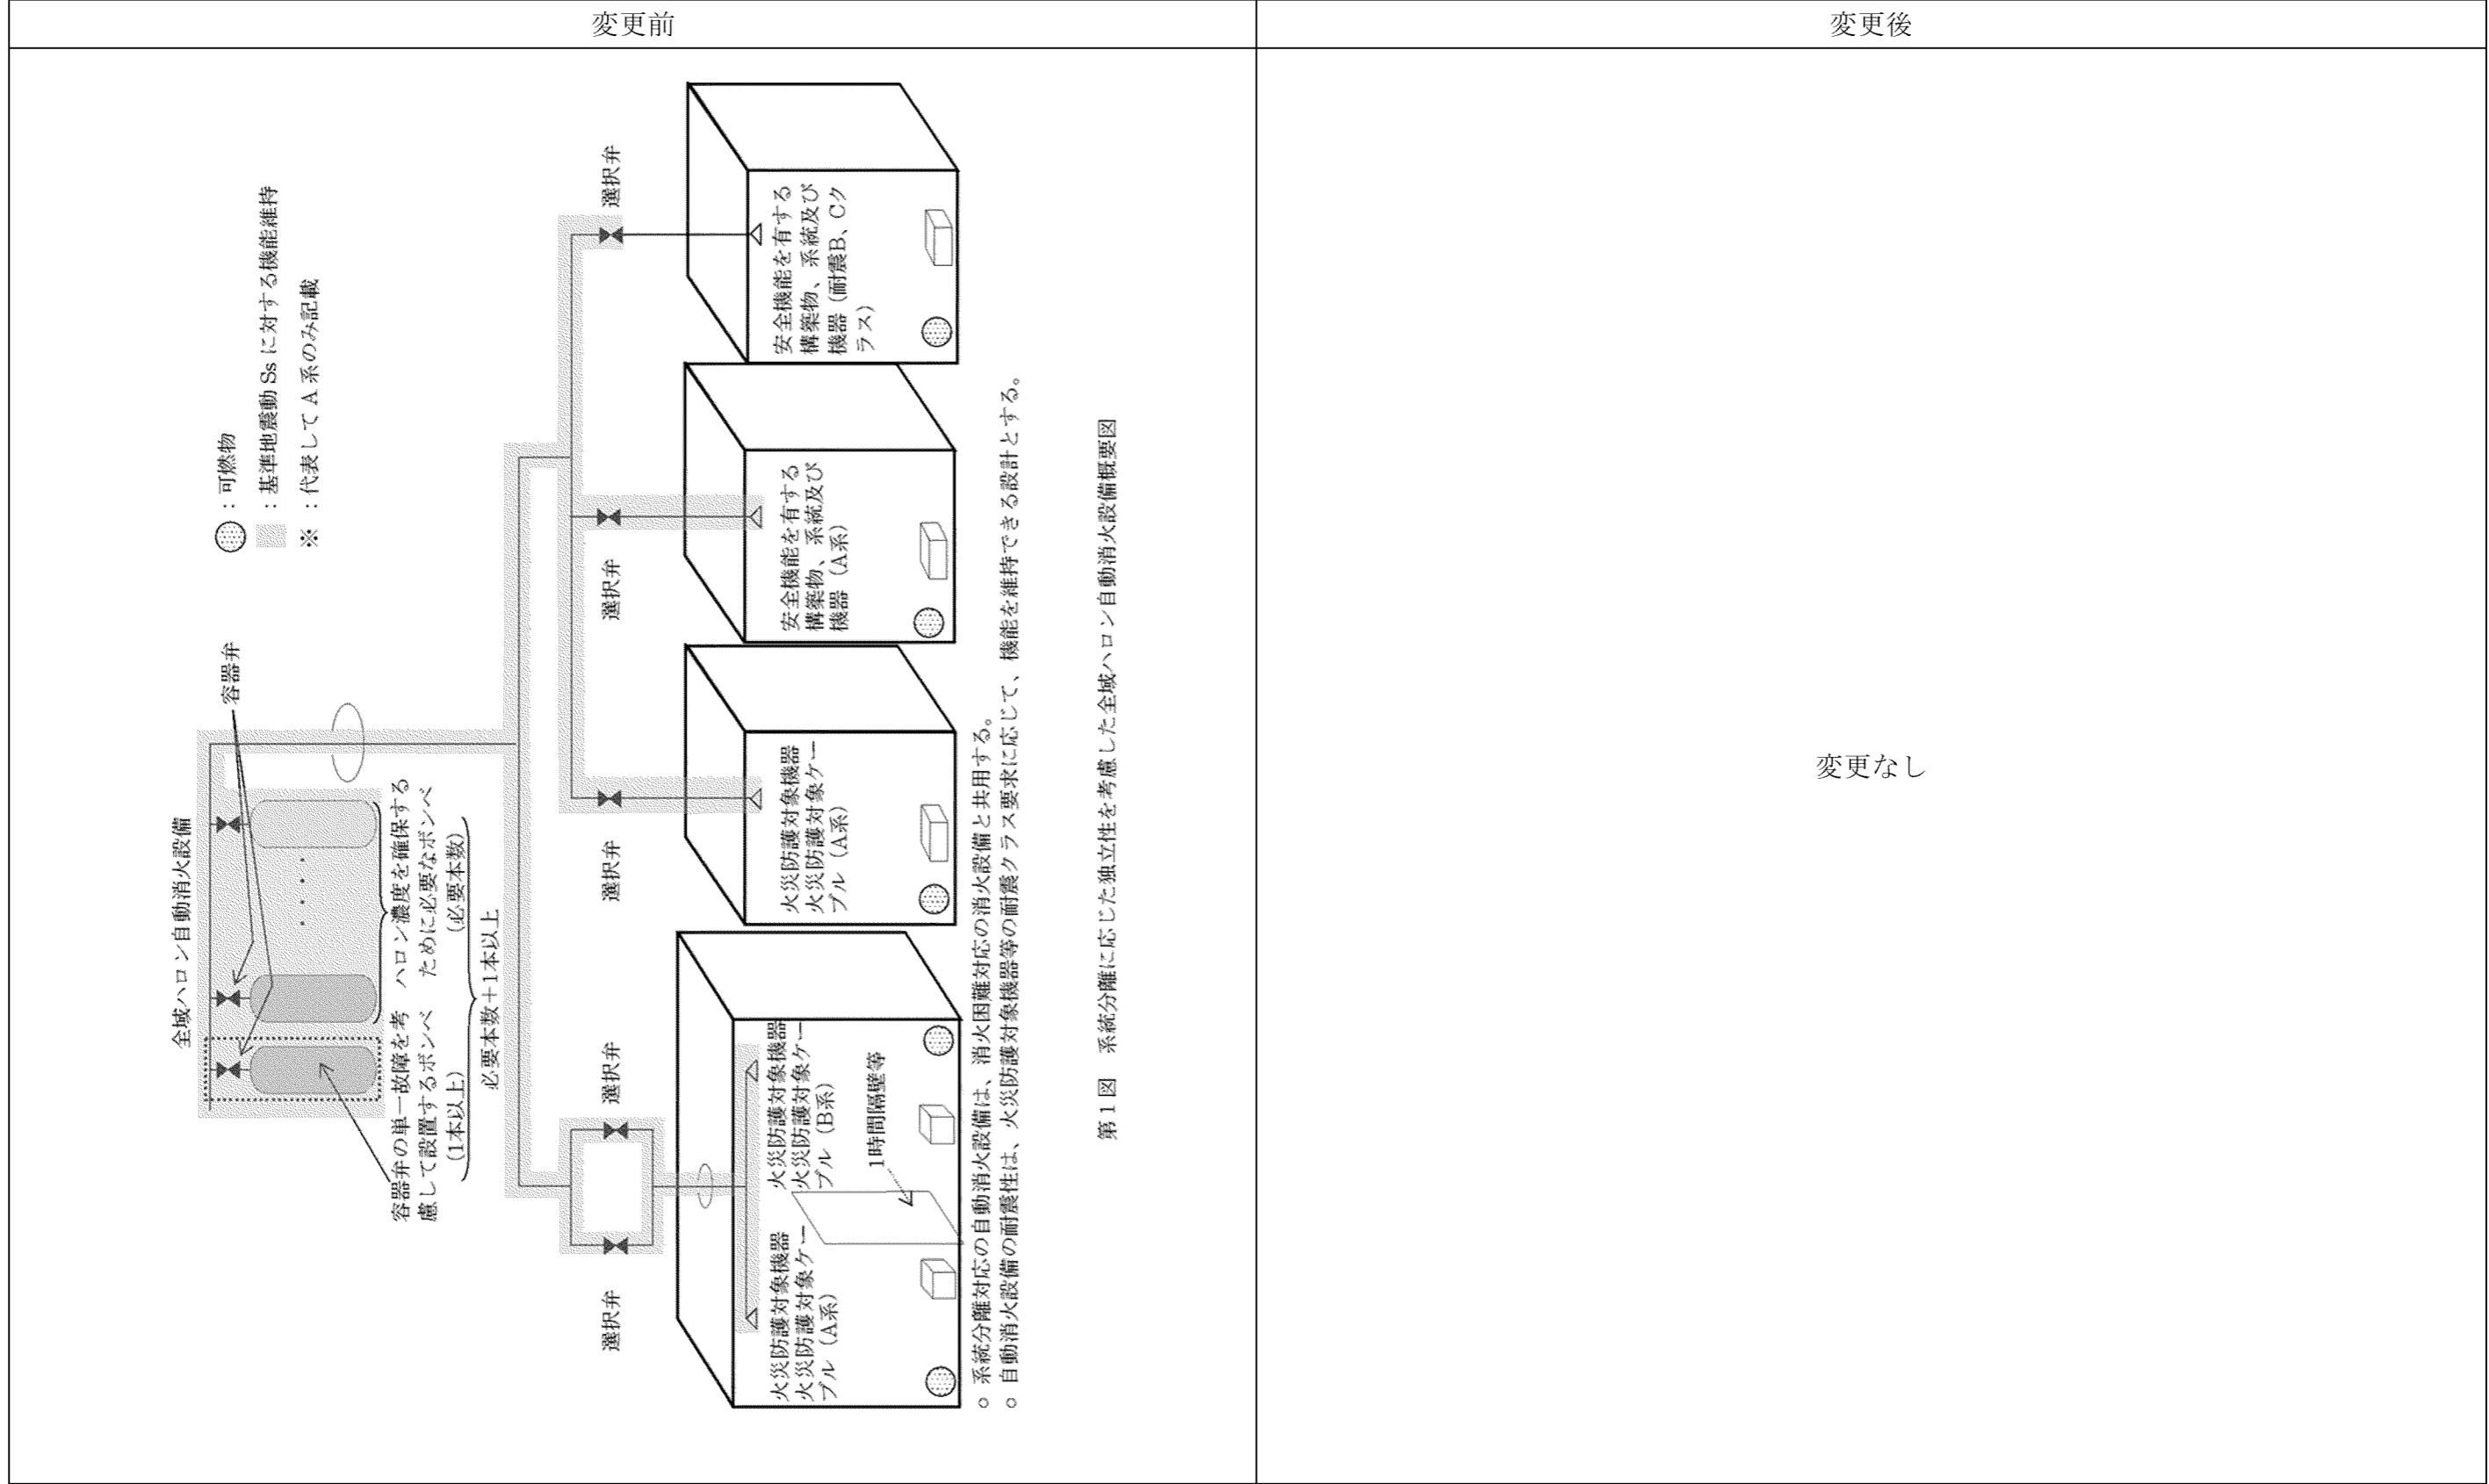 変更前
変更後
全域ハロン自動消火設備
容器弁
：可燃物
：基準地震動 Ss に対する機能維持
※ ：代表して A 系のみ記載
容器弁の単一故障を考
慮して設置するボンベ
（1本以上）
ハロン濃度を確保する
ために必要なボンベ
（必要本数）
必要本数＋1本以上
選択弁
選択弁
選択弁
選択弁
選択弁
火災防護対象機器
火災防護対象ケー
ブル（A系）
火災防護対象機器
火災防護対象ケー
ブル（B系）
1時間隔壁等
火災防護対象機器
火災防護対象ケー
ブル（A系）
安全機能を有する
構築物、系統及び
機器（A系）
安全機能を有する
構築物、系統及び
機器（耐震B、Cク
ラス）
○ 系統分離対応の自動消火設備は、消火困難対応の消火設備と共用する。
○ 自動消火設備の耐震性は、火災防護対象機器等の耐震クラス要求に応じて、機能を維持できる設計とする。
第1図 系統分離に応じた独立性を考慮した全域ハロン自動消火設備概要図
変更なし